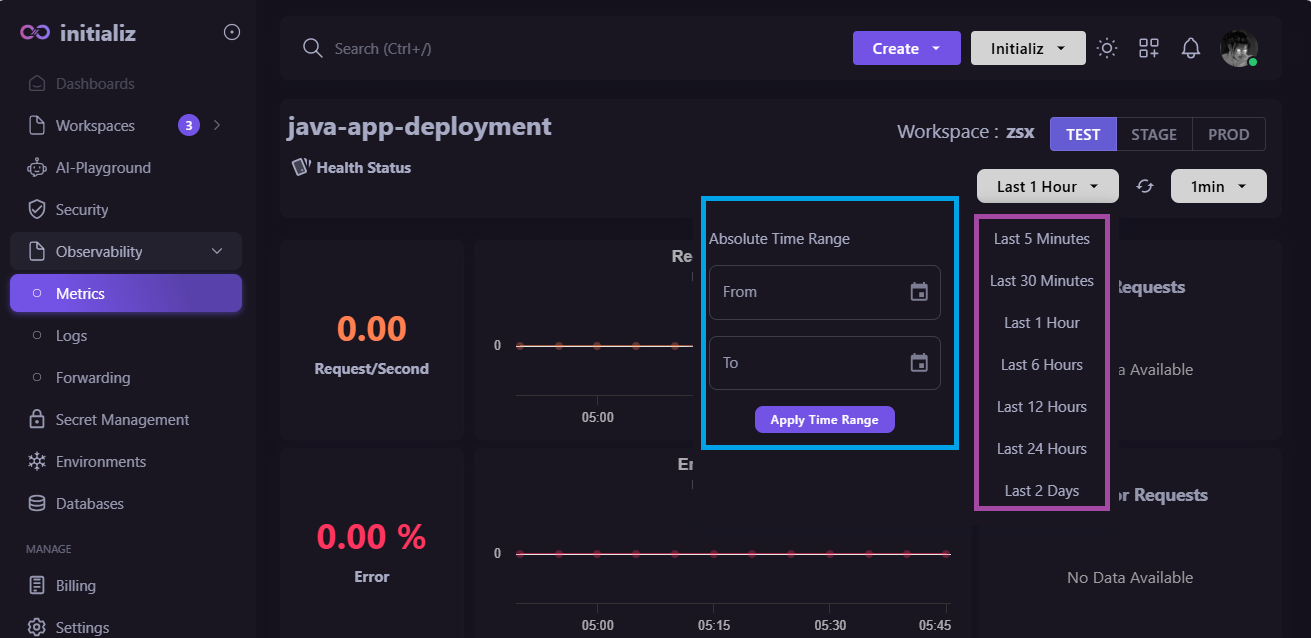 initializ
Dashboards
Workspaces 3
AI-Playground
Security
Observability
Metrics
Logs
Forwarding
Secret Management
Environments
Databases
MANAGE
Billing
Settings
Search (Ctrl+/)
Create
Initializ
java-app-deployment
Health Status
Workspace : zsx
TEST STAGE PROD
Last 1 Hour
1min
Absolute Time Range
From
To
Apply Time Range
Last 5 Minutes
Last 30 Minutes
Last 1 Hour
Last 6 Hours
Last 12 Hours
Last 24 Hours
Last 2 Days
0.00
Request/Second
0
05:00
Requests
Available
0.00 %
Error
0
05:00 05:15 05:30 05:45
Requests
No Data Available